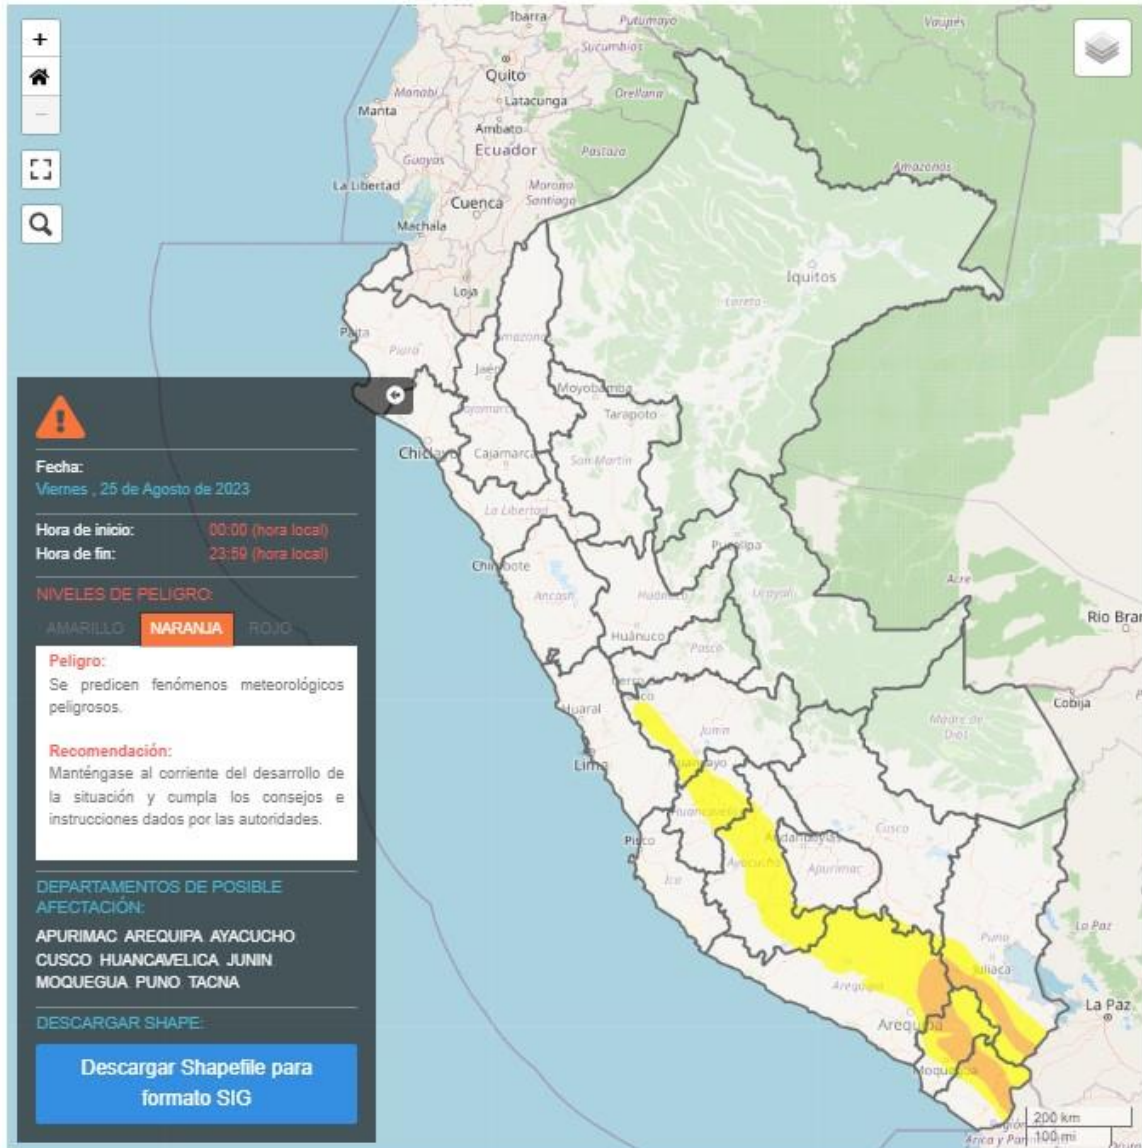 Ibarra
Putumayo
Vaupés
Sucumbíos
Quito
Orellana
Manabí
Latacunga
Manta
Ambato
Ecuador
Pastaza
Guayas
Amazonas
La Libertad
Morona
Santiago
Cuenca
Machala
Iquitos
Loja
Loreto
Paita
Piura
Jaén
Moyobamba
Tarapoto
Chiclayo
Cajamarca
San Martín
La Libertad
Pucallpa
Chimbote
Acre
Ancash
Huánuco
Ucayali
Rio Bran
Huánuco
Pasco
Cobija
Huaral
Junín
Madre de
Dios
Lima
Huancayo
Huancavelica
Cusco
Pisco
Andahuaylas
Ayacucho
Apurímac
Ica
Puno
La Paz
Juliaca
Arequipa
Arequipa
La Paz
Moquegua
200 km
100 mi
Fecha:
Viernes , 25 de Agosto de 2023
Hora de inicio: 00:00 (hora local)
Hora de fin: 23:59 (hora local)
NIVELES DE PELIGRO:
AMARILLO NARANJA ROJO
Peligro:
Se predicen fenómenos meteorológicos
peligrosos.
Recomendación:
Manténgase al corriente del desarrollo de
la situación y cumpla los consejos e
instrucciones dados por las autoridades.
DEPARTAMENTOS DE POSIBLE
AFECTACIÓN:
APURIMAC AREQUIPA AYACUCHO
CUSCO HUANCAVELICA JUNIN
MOQUEGUA PUNO TACNA
DESCARGAR SHAPE:
Descargar Shapefile para
formato SIG